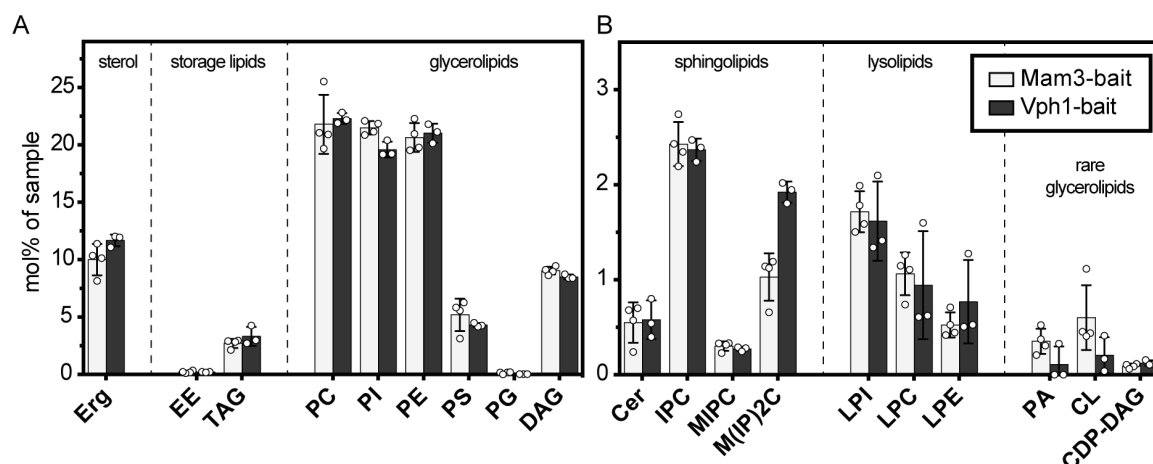 A
sterol
storage lipids
glycerolipids
mol% of sample
25
20
15
10
5
0
Erg
EE
TAG
PC
PI
PE
PS
PG
DAG
B
sphingolipids
lysolipids
Mam3-bait
Vph1-bait
rare
glycerolipids
3
2
1
0
Cer
IPC
MIPC
M(IP)2C
LPI
LPC
LPE
PA
CL
CDP-DAG